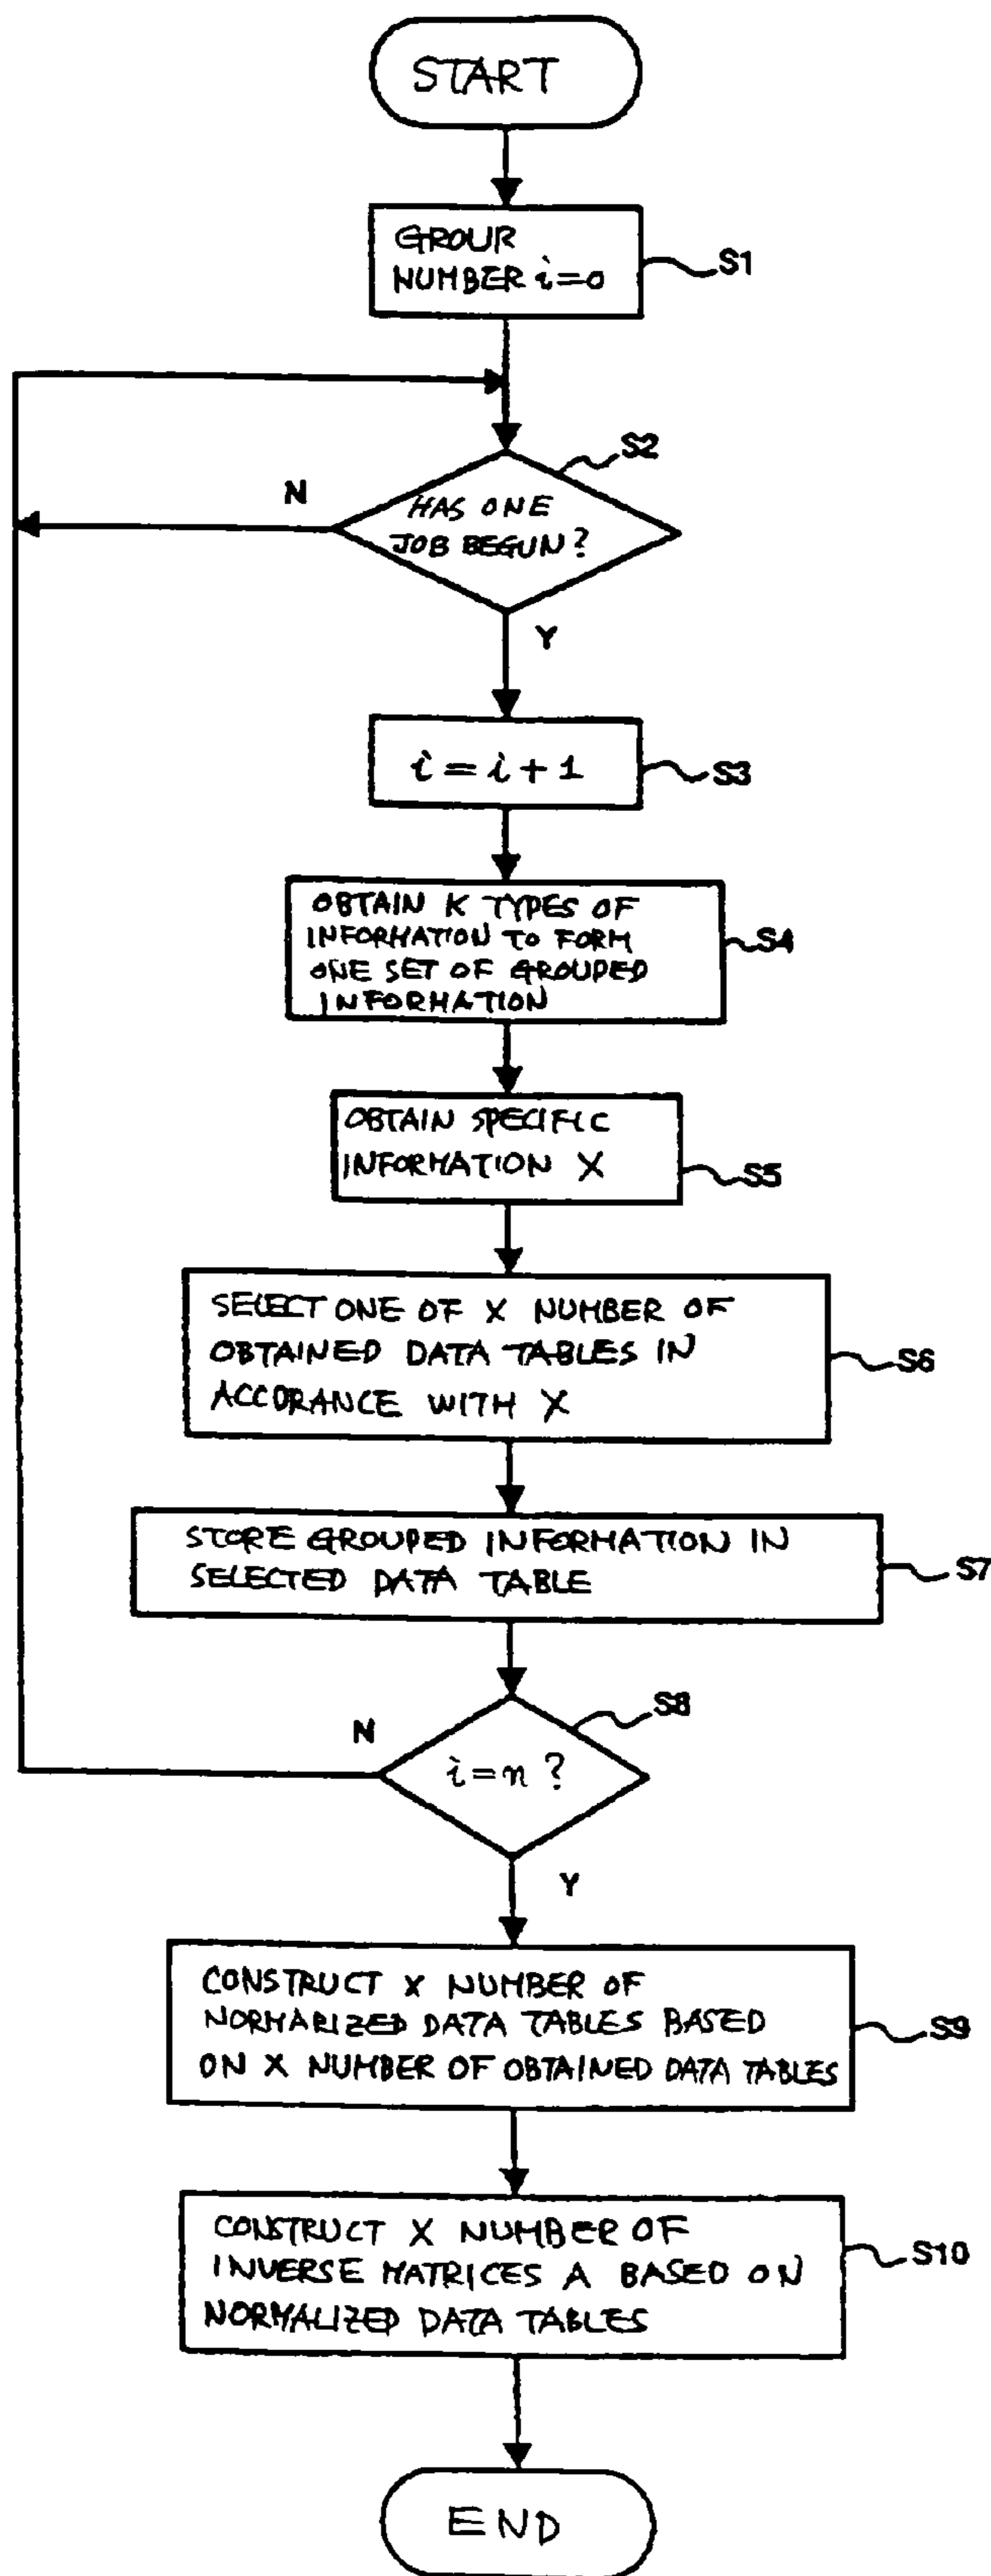 START
GROUR
NUMBER i=0
S1
S2
N
HAS ONE
JOB BEGUN?
Y
i=i+1
S3
OBTAIN K TYPES OF
INFORMATION TO FORM
ONE SET OF GROUPED
INFORMATION
S4
OBTAIN SPECIFIC
INFORMATION X
S5
SELECT ONE OF X NUMBER OF
OBTAINED DATA TABLES IN
ACCORANCE WITH X
S6
STORE GROUPED INFORMATION IN
SELECTED DATA TABLE
S7
S8
N
i=n?
Y
CONSTRUCT X NUMBER OF
NORMARIZED DATA TABLES BASED
ON X NUMBER OF OBTAINED DATA TABLES
S9
CONSTRUCT X NUMBER OF
INVERSE MATRICES A BASED ON
NORMALIZED DATA TABLES
S10
END